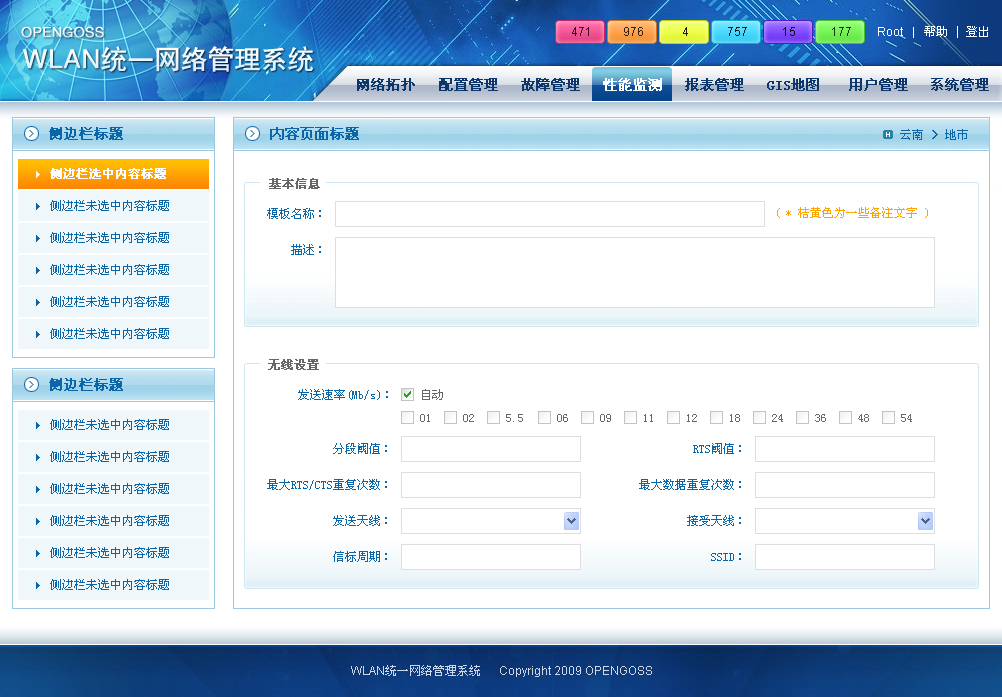 OPENGOSS
WLAN统一网络管理系统
471 976 4 757 15 177 Root | 帮助 | 登出
网络拓扑 配置管理 故障管理 性能监测 报表管理 GIS地图 用户管理 系统管理
侧边栏标题
侧边栏选中内容标题
侧边栏未选中内容标题
侧边栏未选中内容标题
侧边栏未选中内容标题
侧边栏未选中内容标题
侧边栏未选中内容标题
侧边栏标题
侧边栏未选中内容标题
侧边栏未选中内容标题
侧边栏未选中内容标题
侧边栏未选中内容标题
侧边栏未选中内容标题
侧边栏未选中内容标题
内容页面标题
H 云南 > 地市
基本信息
模板名称： （ * 桔黄色为一些备注文字 ）
描述：
无线设置
发送速率(Mb/s)： 自动
01 02 5.5 06 09 11 12 18 24 36 48 54
分段阈值： RTS阈值：
最大RTS/CTS重复次数： 最大数据重复次数：
发送天线： 接受天线：
信标周期： SSID：
WLAN统一网络管理系统 Copyright 2009 OPENGOSS